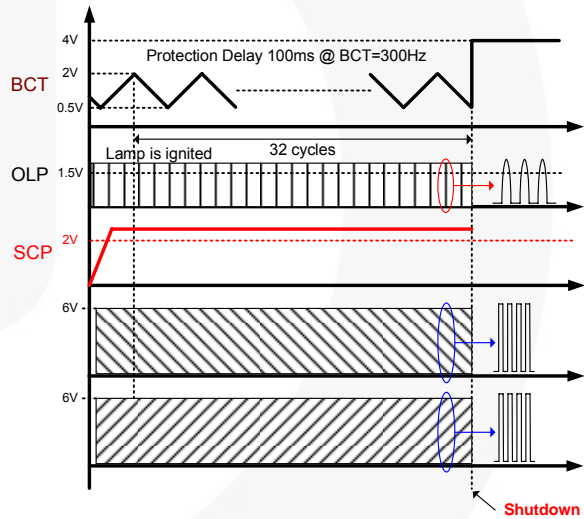 4V
Protection Delay 100ms @ BCT=300Hz
2V
BCT
0.5V
Lamp is ignited
32 cycles
OLP
1.5V
2V
SCP
6V
6V
Shutdown